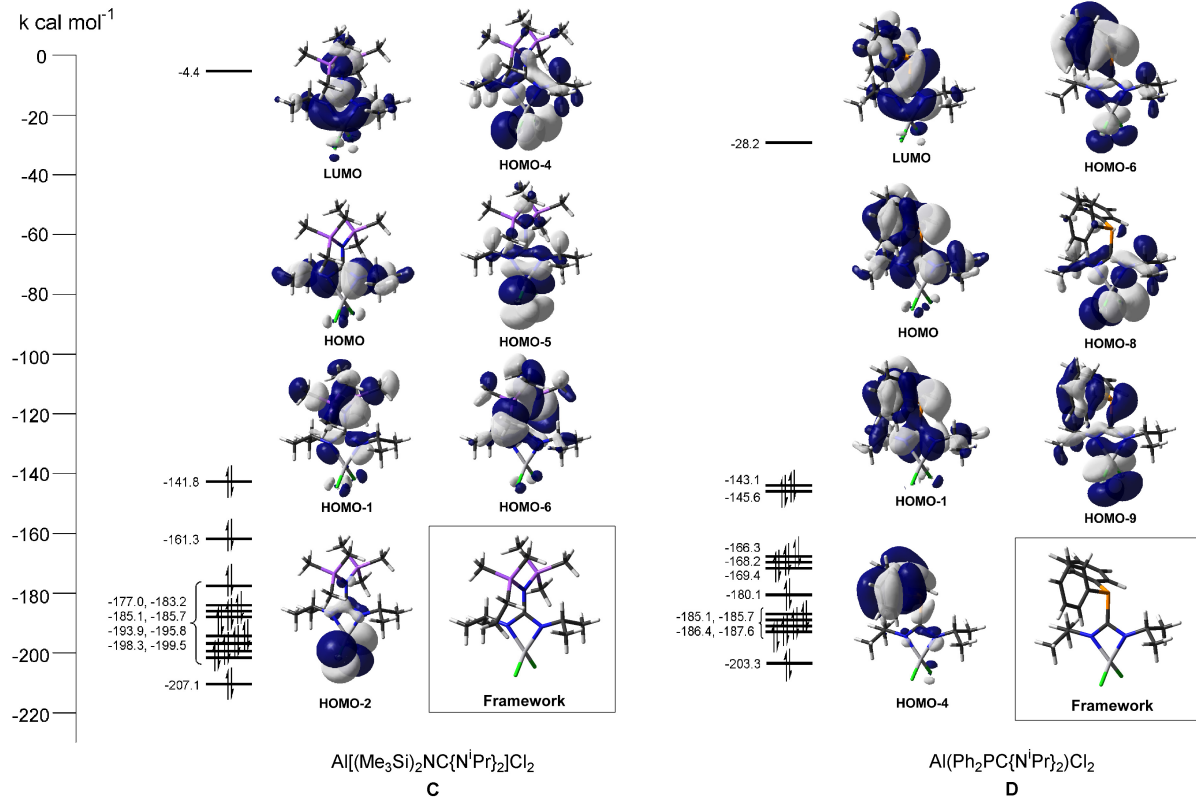 k cal mol⁻¹
0
-20
-40
-60
-80
-100
-120
-140
-160
-180
-200
-220
-4.4
-141.8
-161.3
-177.0, -183.2
-185.1, -185.7
-193.9, -195.8
-198.3, -199.5
-207.1
LUMO
HOMO-4
HOMO
HOMO-5
HOMO-1
HOMO-6
HOMO-2
Framework
Al[(Me₃Si)₂NC{NⁱPr}₂]Cl₂
C
-28.2
-143.1
-145.6
-166.3
-168.2
-169.4
-180.1
-185.1, -185.7
-186.4, -187.6
-203.3
LUMO
HOMO-6
HOMO
HOMO-8
HOMO-1
HOMO-9
HOMO-4
Framework
Al(Ph₂PC{NⁱPr}₂)Cl₂
D